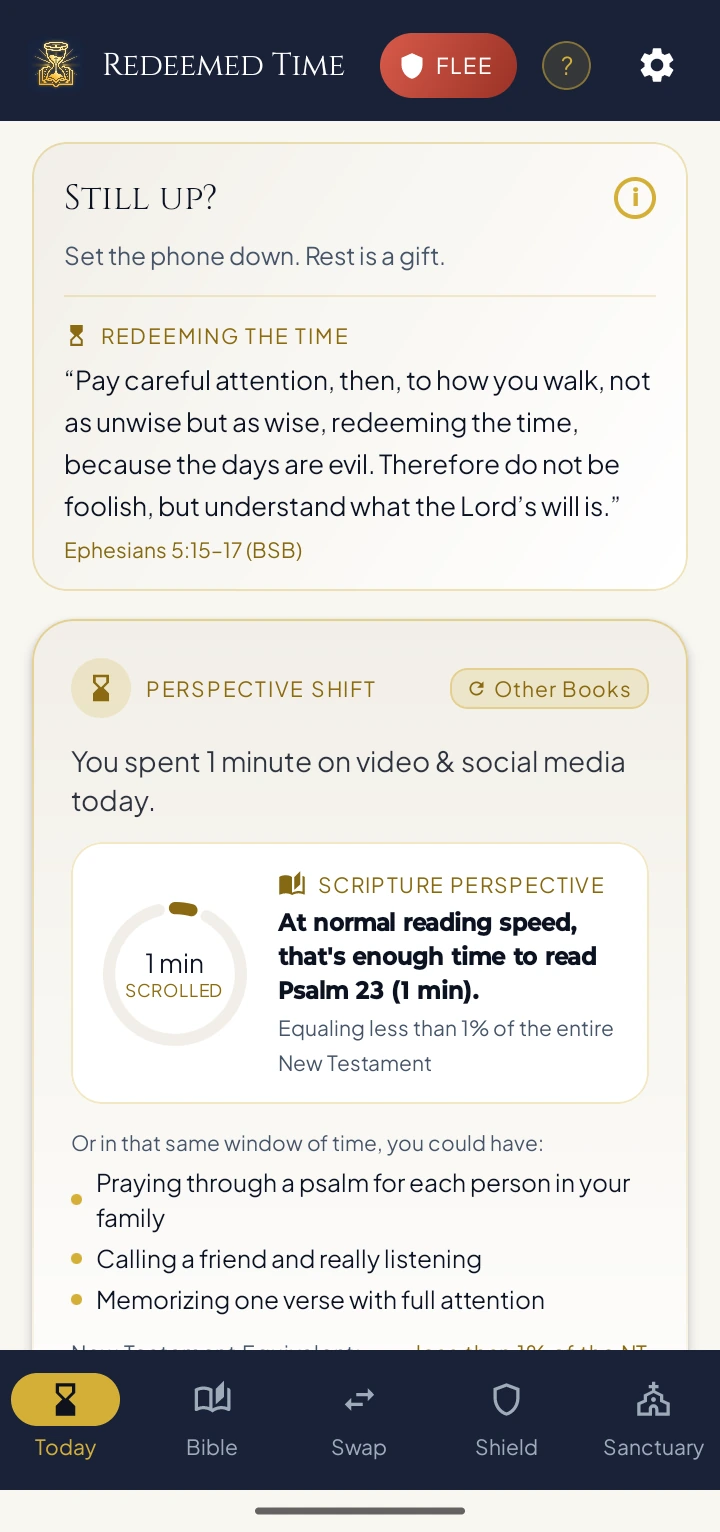 Redeemed Time
FLEE
?
Still up?
i
Set the phone down. Rest is a gift.
REDEEMING THE TIME
“Pay careful attention, then, to how you walk, not
as unwise but as wise, redeeming the time,
because the days are evil. Therefore do not be
foolish, but understand what the Lord’s will is.”
Ephesians 5:15–17 (BSB)
PERSPECTIVE SHIFT
Other Books
You spent 1 minute on video & social media
today.
1 min
SCROLLED
SCRIPTURE PERSPECTIVE
At normal reading speed,
that's enough time to read
Psalm 23 (1 min).
Equaling less than 1% of the entire
New Testament
Or in that same window of time, you could have:
Praying through a psalm for each person in your
family
Calling a friend and really listening
Memorizing one verse with full attention
less than 1% of the NT
Today
Bible
Swap
Shield
Sanctuary